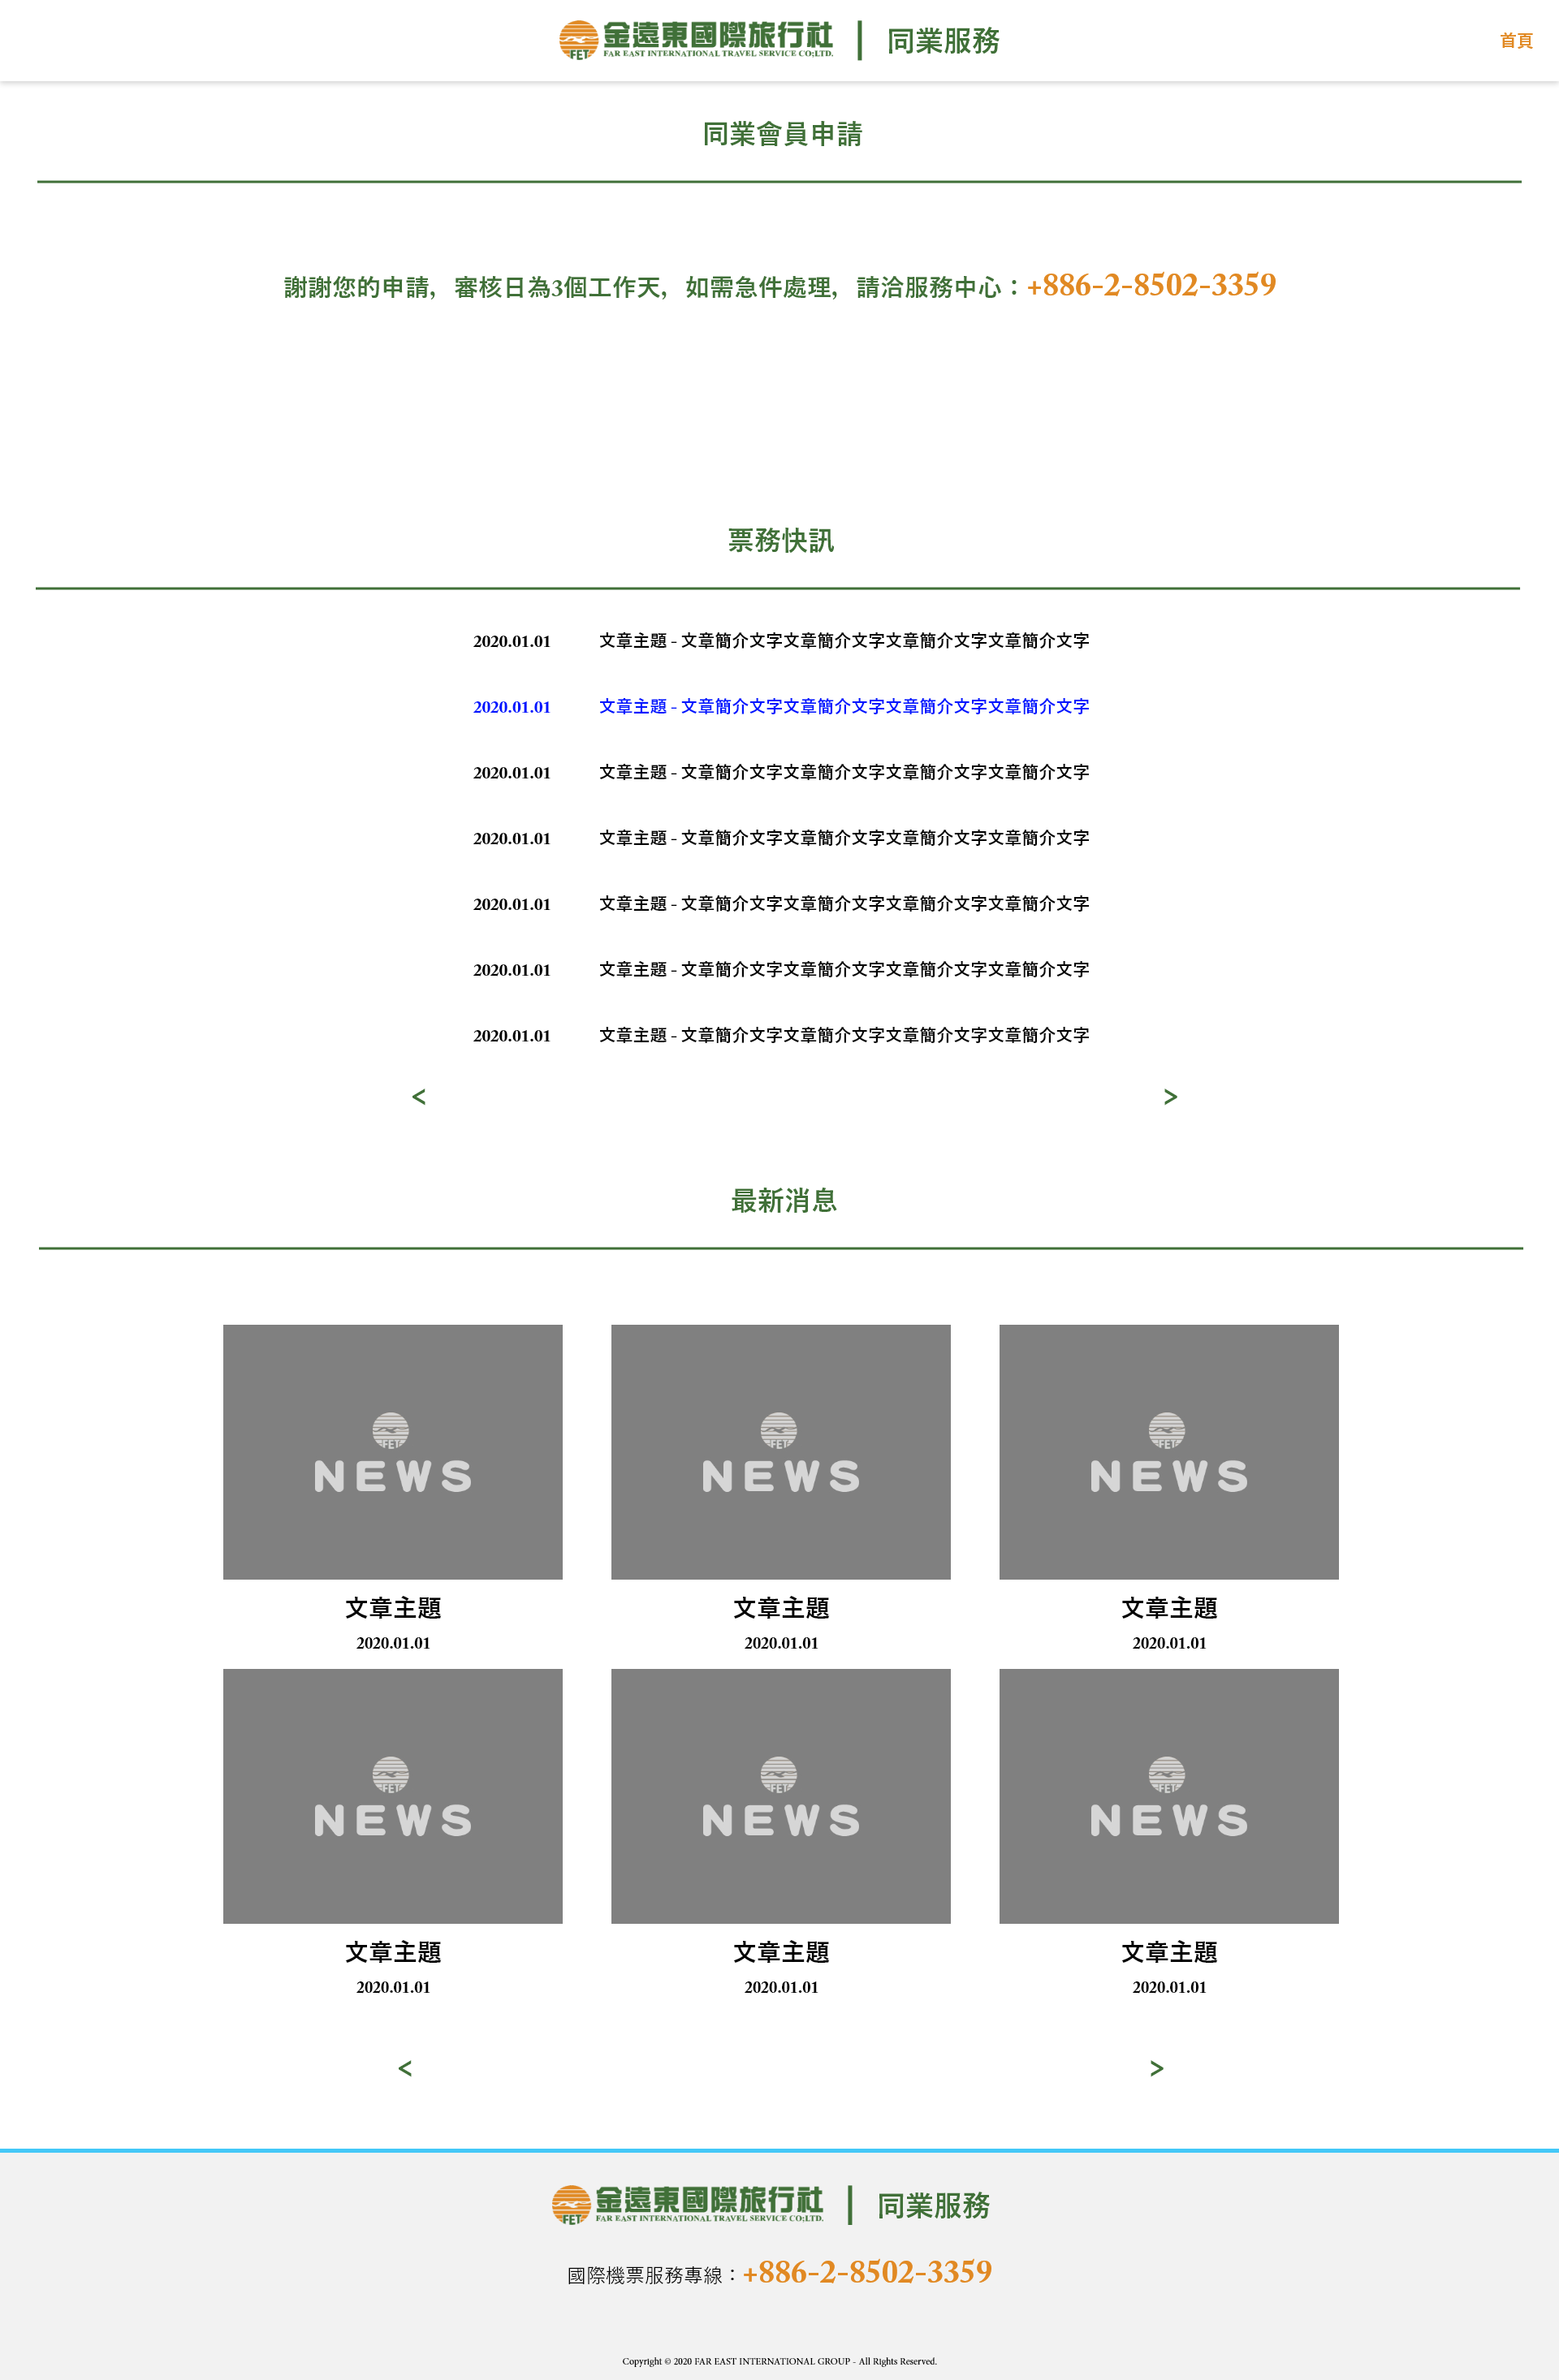 金遠東國際旅行社 | 同業服務
FAR EAST INTERNATIONAL TRAVEL SERVICE CO;LTD.
FET
首頁
同業會員申請
謝謝您的申請，審核日為3個工作天，如需急件處理，請洽服務中心：+886-2-8502-3359
票務快訊
2020.01.01 文章主題 - 文章簡介文字文章簡介文字文章簡介文字文章簡介文字
2020.01.01 文章主題 - 文章簡介文字文章簡介文字文章簡介文字文章簡介文字
2020.01.01 文章主題 - 文章簡介文字文章簡介文字文章簡介文字文章簡介文字
2020.01.01 文章主題 - 文章簡介文字文章簡介文字文章簡介文字文章簡介文字
2020.01.01 文章主題 - 文章簡介文字文章簡介文字文章簡介文字文章簡介文字
2020.01.01 文章主題 - 文章簡介文字文章簡介文字文章簡介文字文章簡介文字
2020.01.01 文章主題 - 文章簡介文字文章簡介文字文章簡介文字文章簡介文字
< >
最新消息
FET FET FET
NEWS NEWS NEWS
文章主題 文章主題 文章主題
2020.01.01 2020.01.01 2020.01.01
FET FET FET
NEWS NEWS NEWS
文章主題 文章主題 文章主題
2020.01.01 2020.01.01 2020.01.01
< >
金遠東國際旅行社 | 同業服務
FAR EAST INTERNATIONAL TRAVEL SERVICE CO;LTD.
FET
國際機票服務專線：+886-2-8502-3359
Copyright © 2020 FAR EAST INTERNATIONAL GROUP - All Rights Reserved.